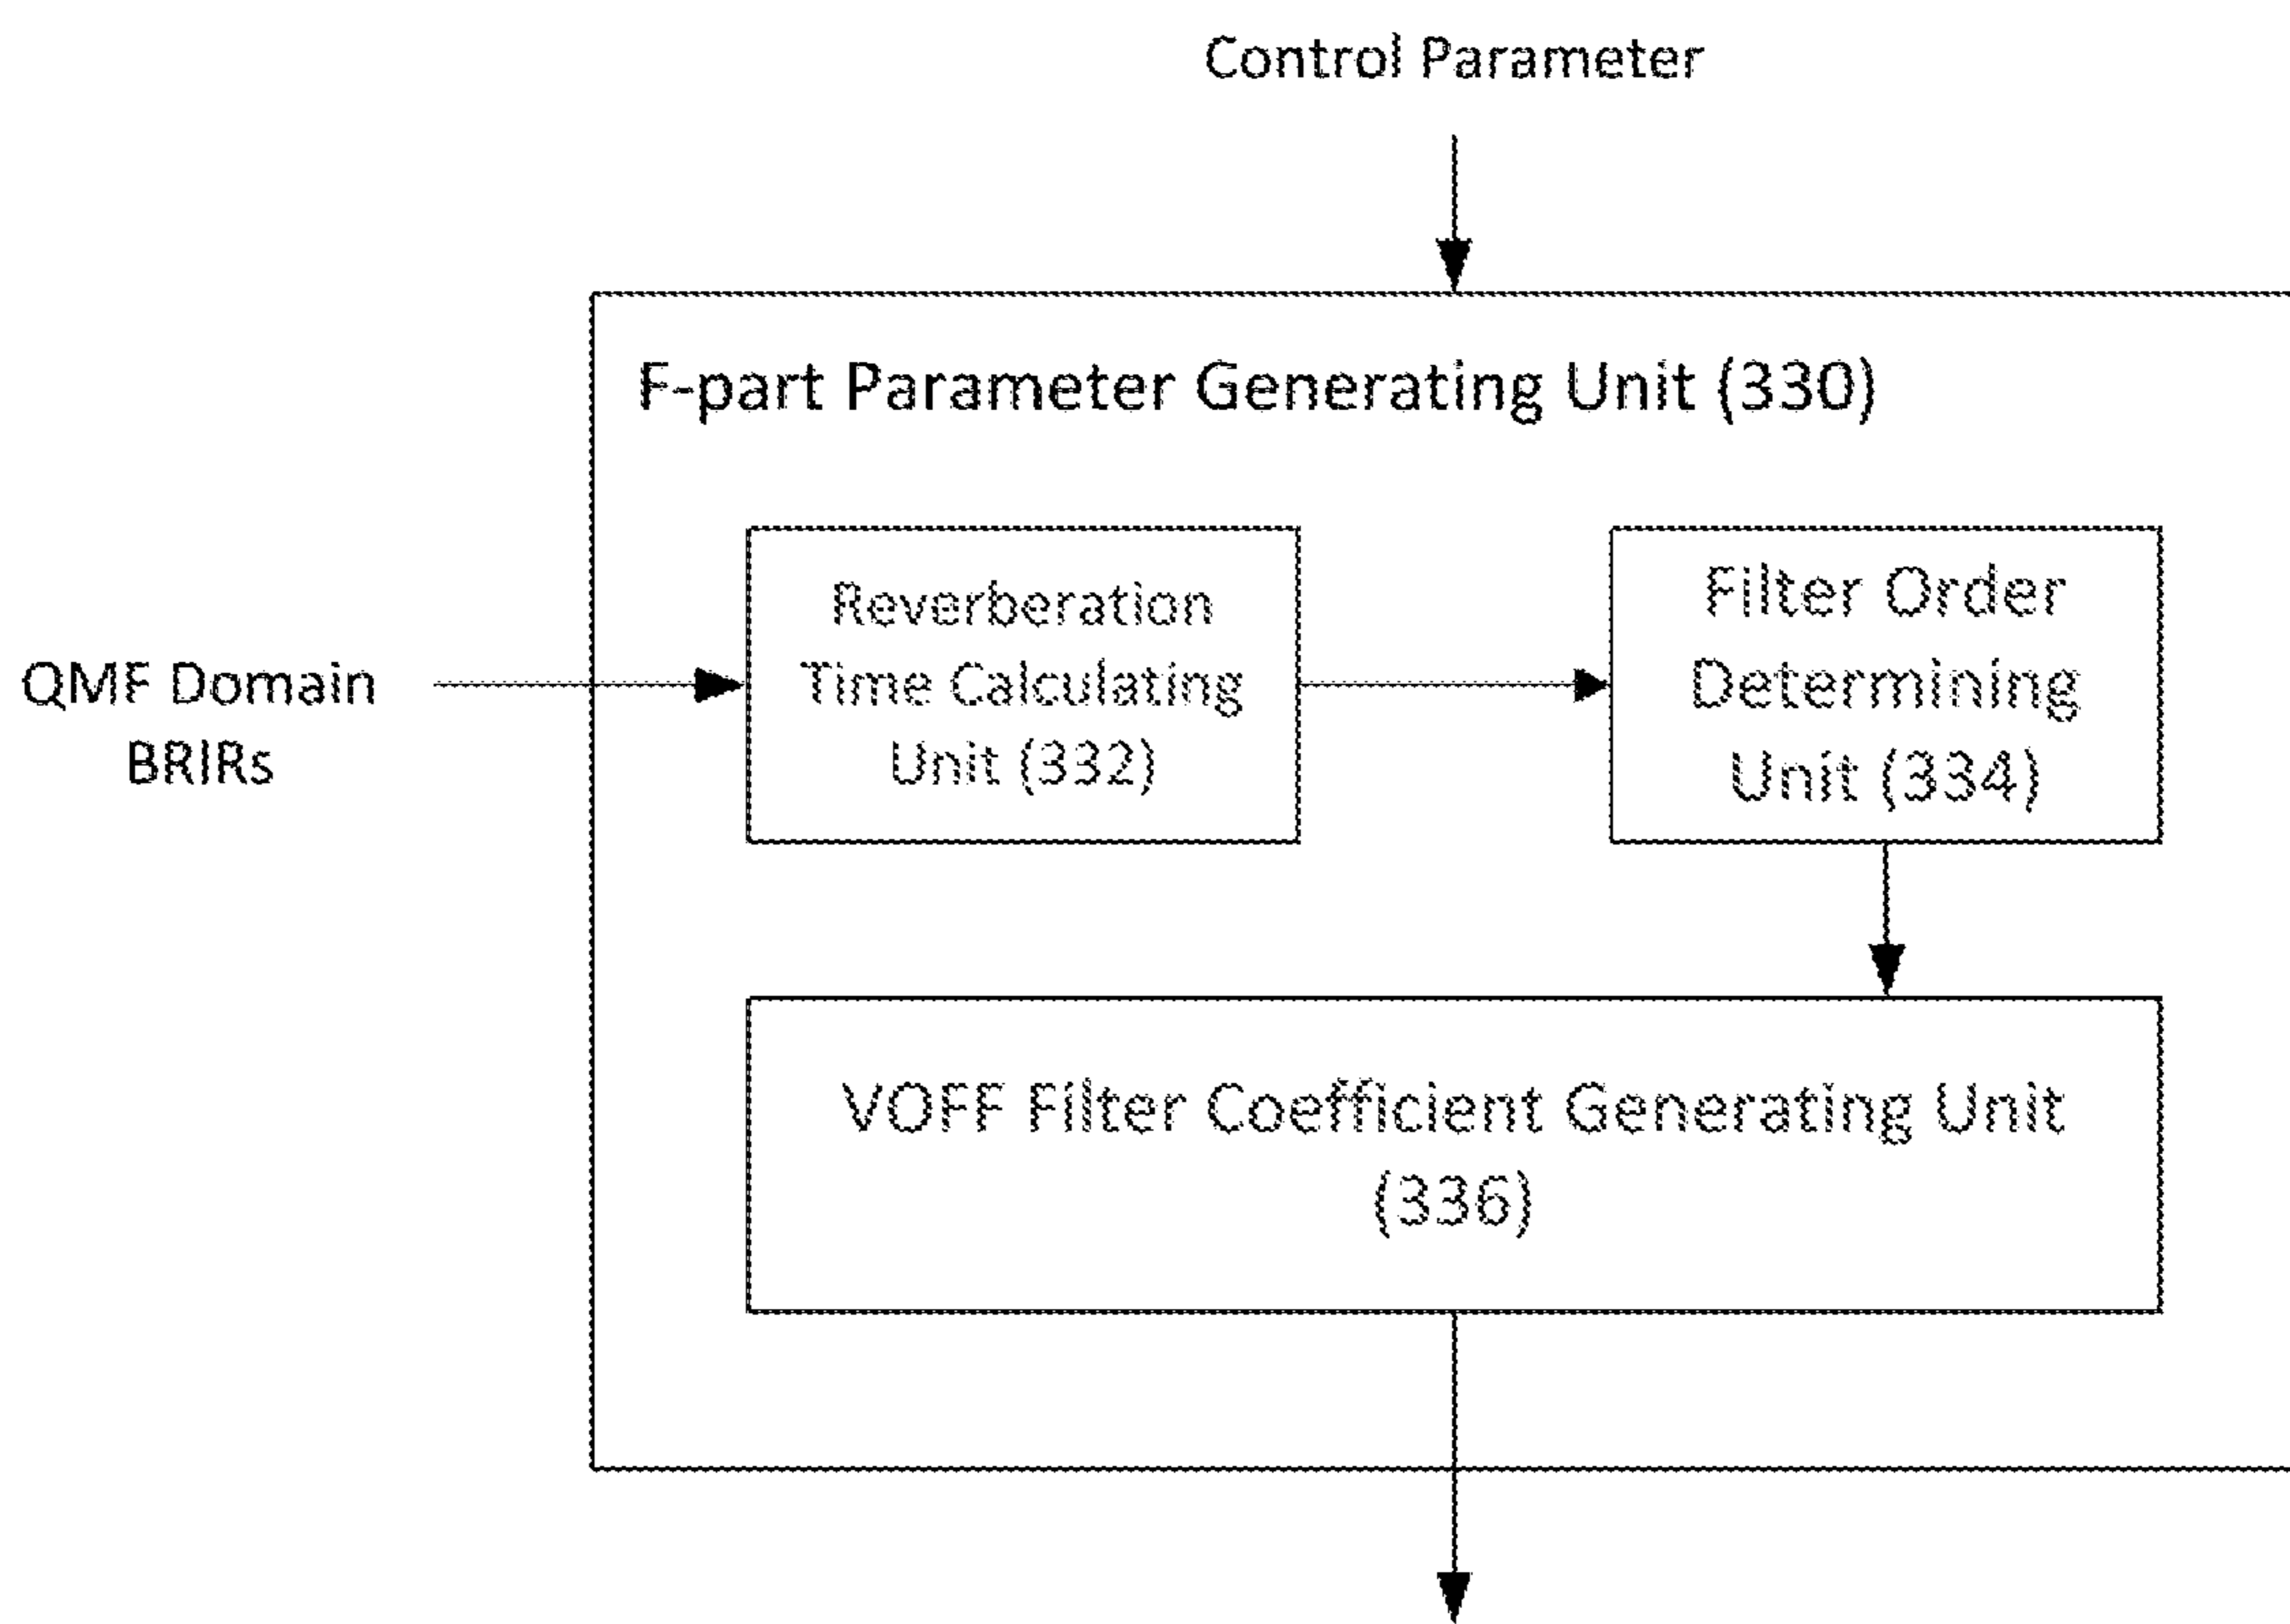 Control Parameter
F-part Parameter Generating Unit (330)
QMF Domain
BRIRs
Reverberation
Time Calculating
Unit (332)
Filter Order
Determining
Unit (334)
VOFF Filter Coefficient Generating Unit
(336)